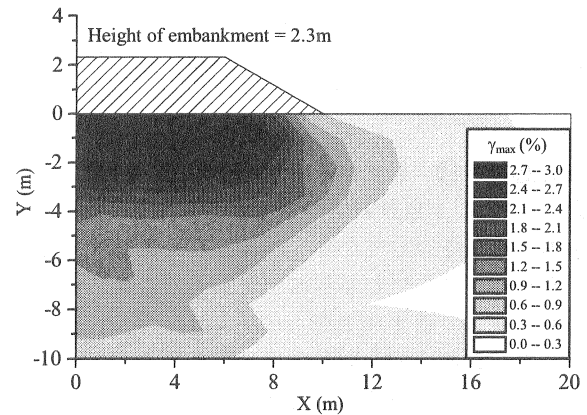 4
Height of embankment = 2.3m
2
0
-2
-4
-6
-8
-10
Y (m)
γmax (%)
2.7 -- 3.0
2.4 -- 2.7
2.1 -- 2.4
1.8 -- 2.1
1.5 -- 1.8
1.2 -- 1.5
0.9 -- 1.2
0.6 -- 0.9
0.3 -- 0.6
0.0 -- 0.3
0 4 8 12 16 20
X (m)